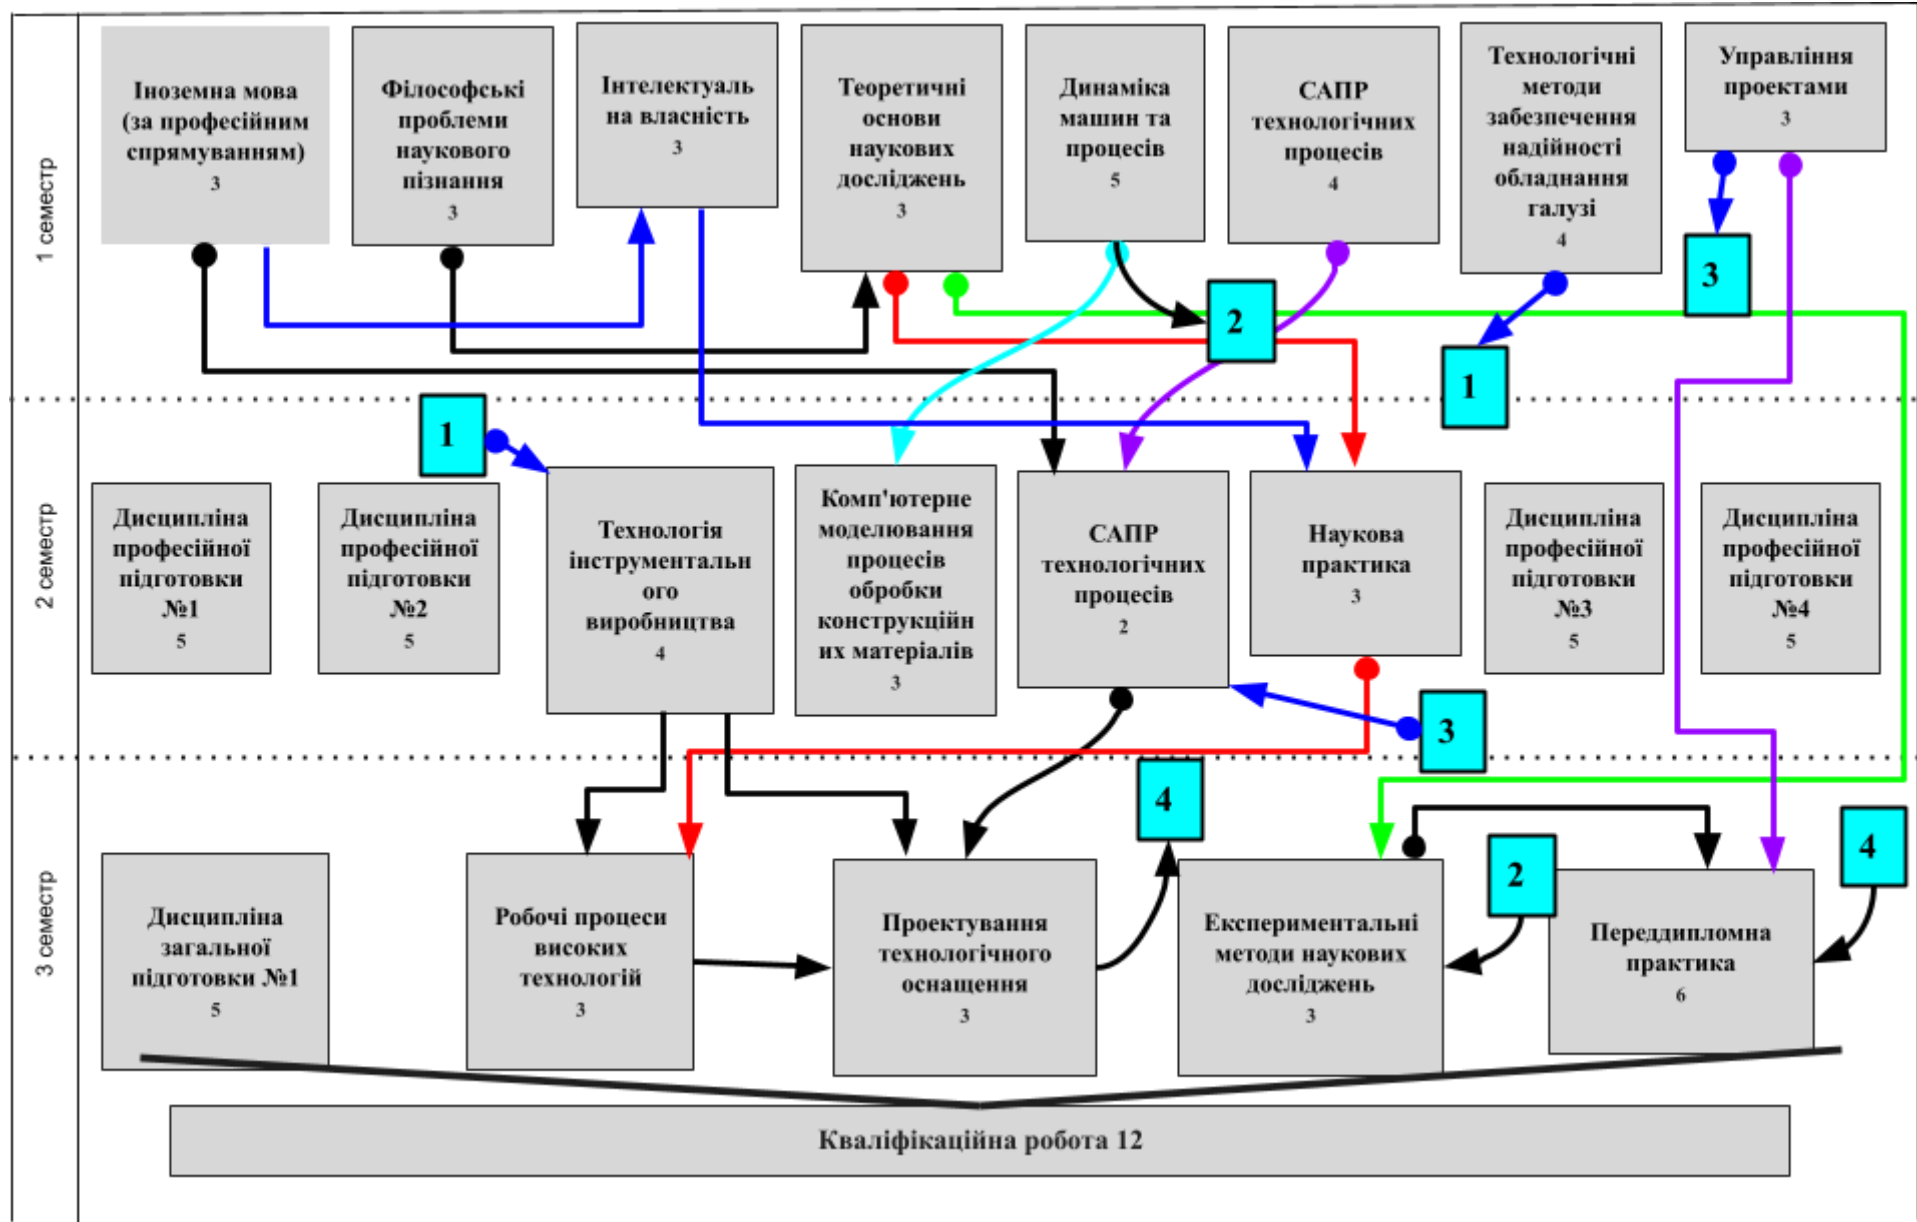 1 семестр
Іноземна мова
(за професійним
спрямуванням)
3
Філософські
проблеми
наукового
пізнання
3
Інтелектуаль
на власність
3
Теоретичні
основи
наукових
досліджень
3
Динаміка
машин та
процесів
5
САПР
технологічних
процесів
4
Технологічні
методи
забезпечення
надійності
обладнання
галузі
4
Управління
проектами
3
3
2
1
2 семестр
1
Дисципліна
професійної
підготовки
№1
5
Дисципліна
професійної
підготовки
№2
5
Технологія
інструментальн
ого
виробництва
4
Комп'ютерне
моделювання
процесів
обробки
конструкційн
их матеріалів
3
САПР
технологічних
процесів
2
Наукова
практика
3
Дисципліна
професійної
підготовки
№3
5
Дисципліна
професійної
підготовки
№4
5
3
3 семестр
4
2
4
Дисципліна
загальної
підготовки №1
5
Робочі процеси
високих
технологій
3
Проектування
технологічного
оснащення
3
Експериментальні
методи наукових
досліджень
3
Переддипломна
практика
6
Кваліфікаційна робота 12